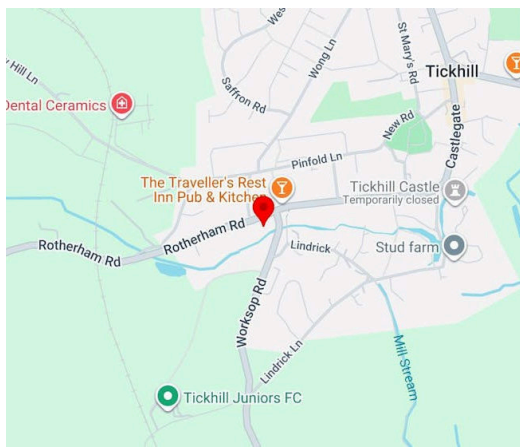 Wong Ln
St Mary's Rd
Tickhill
Saffron Rd
Dental Ceramics
New Rd
Castlegate
Pinfold Ln
The Traveller's Rest
Inn Pub & Kitchen
Tickhill Castle
Temporarily closed
Rotherham Rd
Rotherham Rd
Lindrick
Stud farm
Worksop Rd
Lindrick Ln
Mill Stream
Tickhill Juniors FC